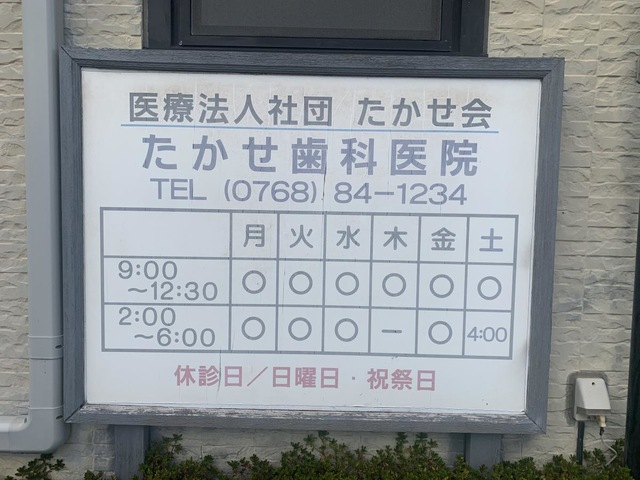 医療法人社団 たかせ会
たかせ歯科医院
TEL (0768) 84-1234
月 火 水 木 金 土
9:00 ～12:30 ○ ○ ○ ○ ○ ○
2:00 ～6:00 ○ ○ ○ － ○ 4:00
休診日／日曜日・祝祭日